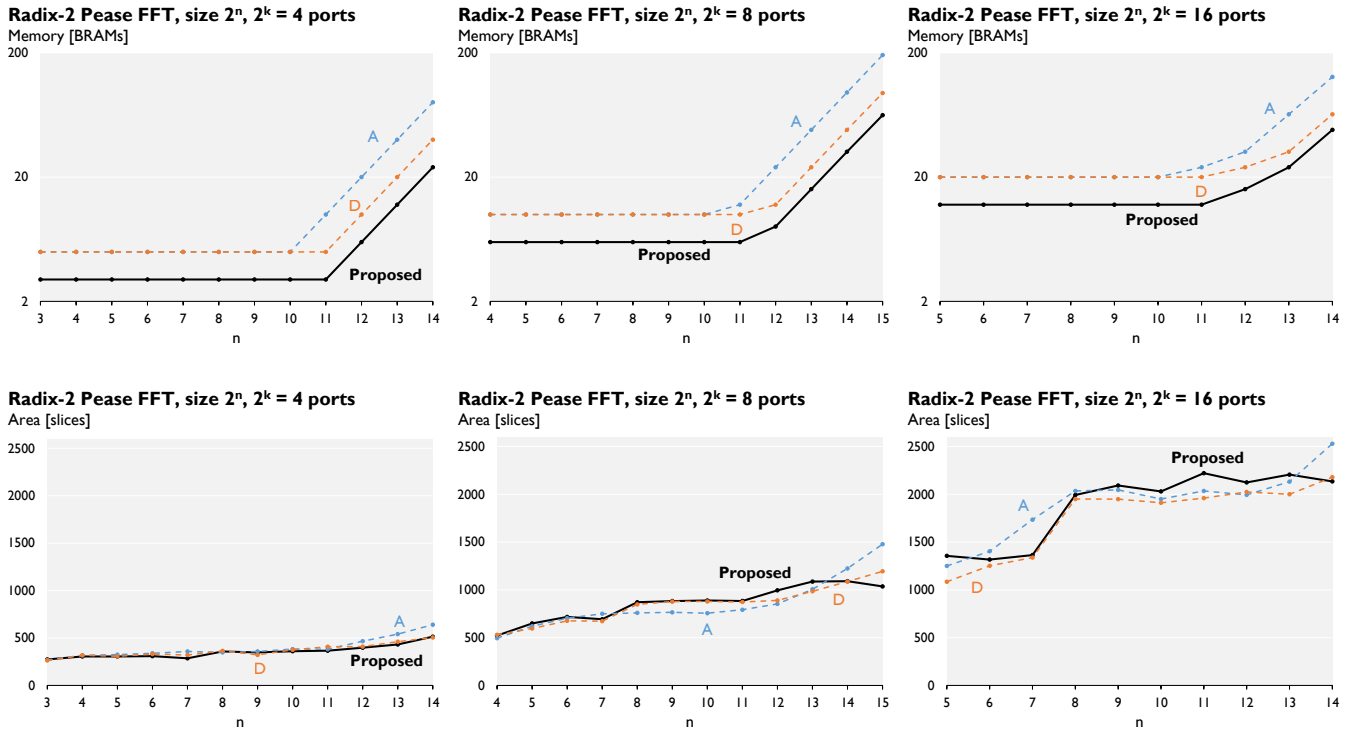 Radix-2 Pease FFT, size 2ⁿ, 2ᵏ = 4 ports
Memory [BRAMs]
200
20
2
A
D
Proposed
3 4 5 6 7 8 9 10 11 12 13 14
n
Radix-2 Pease FFT, size 2ⁿ, 2ᵏ = 8 ports
Memory [BRAMs]
200
20
2
A
D
Proposed
4 5 6 7 8 9 10 11 12 13 14 15
n
Radix-2 Pease FFT, size 2ⁿ, 2ᵏ = 16 ports
Memory [BRAMs]
200
20
2
A
D
Proposed
5 6 7 8 9 10 11 12 13 14
n
Radix-2 Pease FFT, size 2ⁿ, 2ᵏ = 4 ports
Area [slices]
2500
2000
1500
1000
500
0
A
Proposed
D
3 4 5 6 7 8 9 10 11 12 13 14
n
Radix-2 Pease FFT, size 2ⁿ, 2ᵏ = 8 ports
Area [slices]
2500
2000
1500
1000
500
0
Proposed
D
A
4 5 6 7 8 9 10 11 12 13 14 15
n
Radix-2 Pease FFT, size 2ⁿ, 2ᵏ = 16 ports
Area [slices]
2500
2000
1500
1000
500
0
Proposed
A
D
5 6 7 8 9 10 11 12 13 14
n